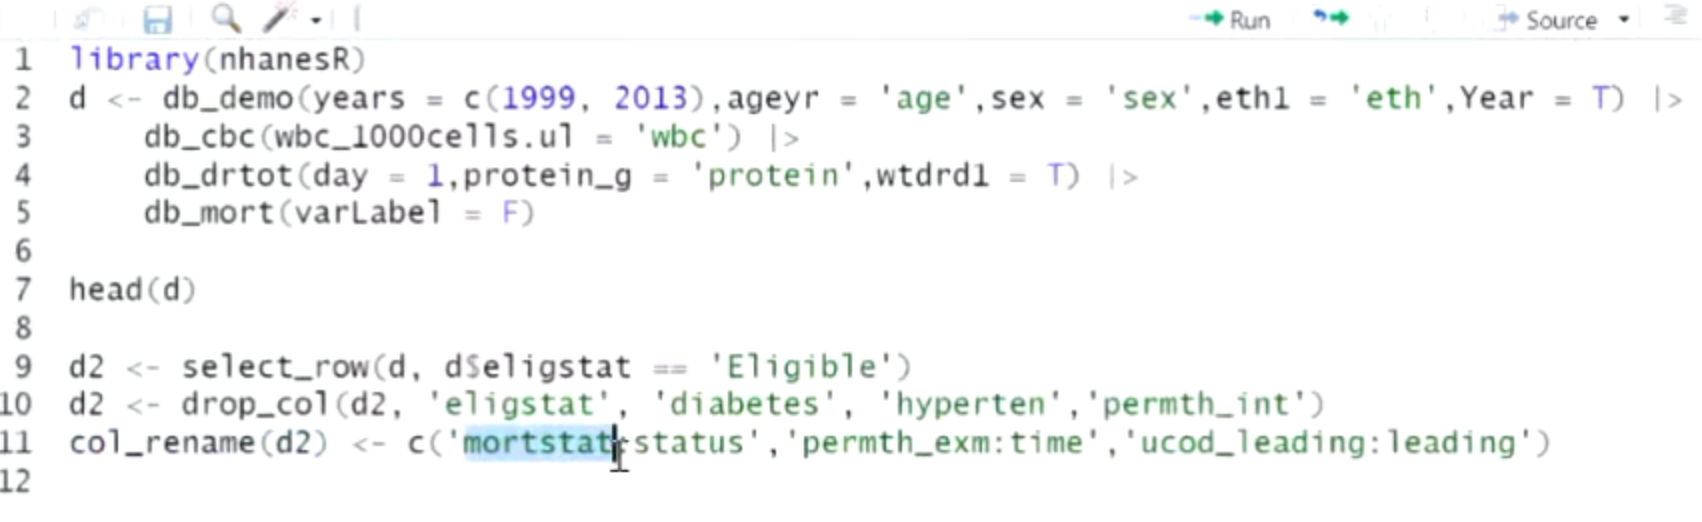 Run Source
1 library(nhanesR)
2 d <- db_demo(years = c(1999, 2013),ageyr = 'age',sex = 'sex',eth1 = 'eth',Year = T) |>
3     db_cbc(wbc_1000cells.ul = 'wbc') |>
4     db_drtot(day = 1,protein_g = 'protein',wtdrd1 = T) |>
5     db_mort(varLabel = F)
6
7 head(d)
8
9 d2 <- select_row(d, d$eligstat == 'Eligible')
10 d2 <- drop_col(d2, 'eligstat', 'diabetes', 'hyperten','permth_int')
11 col_rename(d2) <- c('mortstat:status','permth_exm:time','ucod_leading:leading')
12